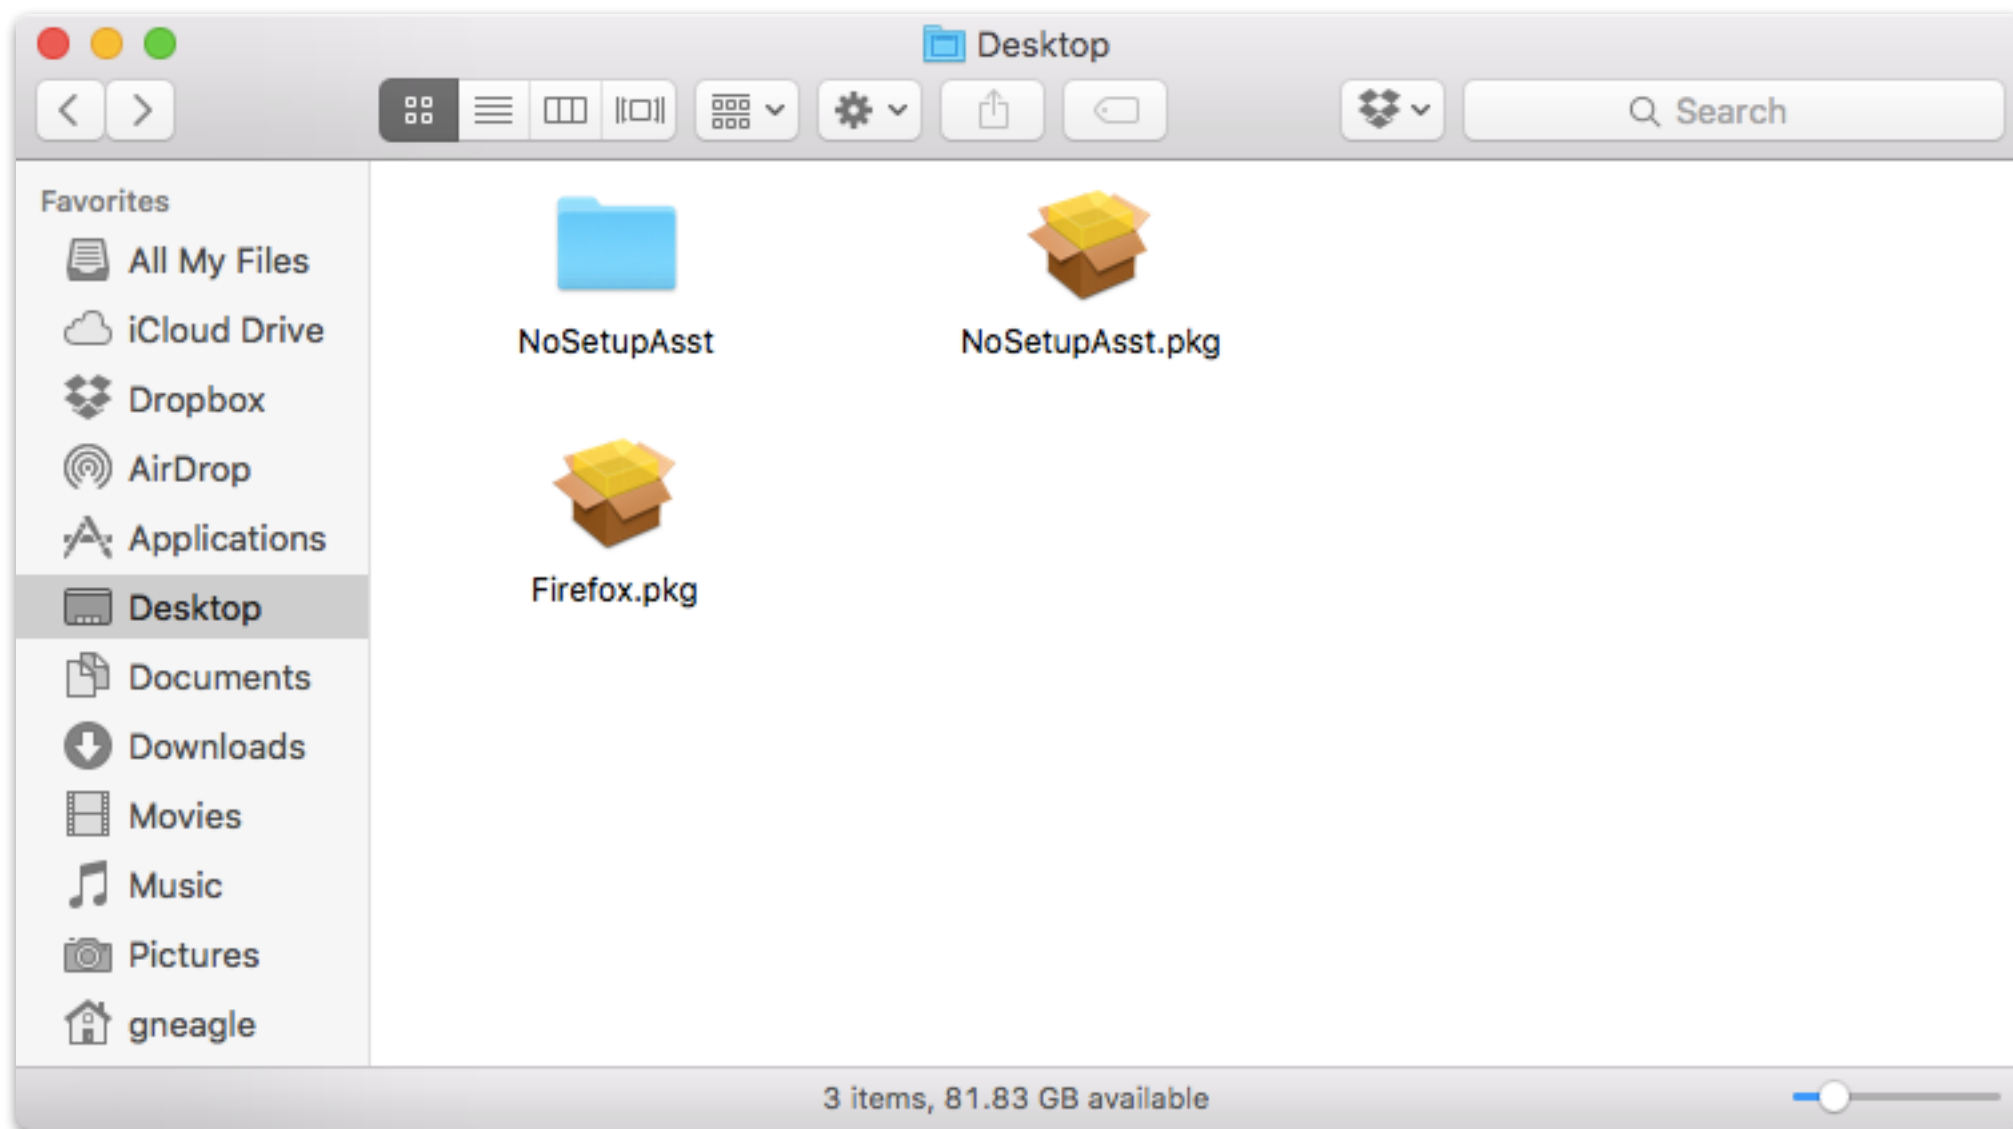 Desktop
Search
Favorites
All My Files
iCloud Drive
Dropbox
AirDrop
Applications
Desktop
Documents
Downloads
Movies
Music
Pictures
gneagle
NoSetupAsst
NoSetupAsst.pkg
Firefox.pkg
3 items, 81.83 GB available